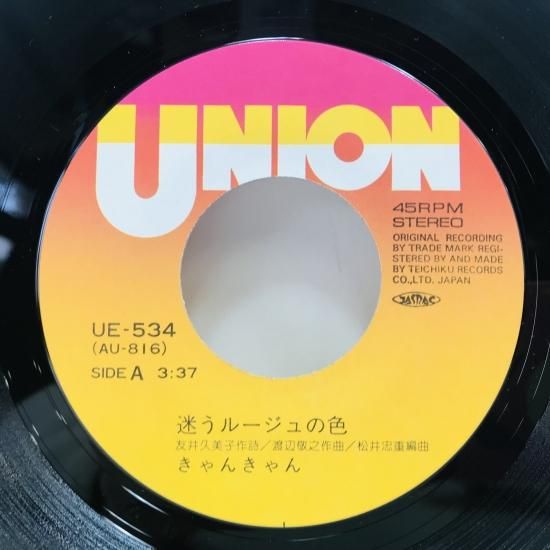 UNION
45RPM
STEREO
ORIGINAL RECORDING
BY TRADE MARK REGI-
STERED BY AND MADE
BY TEICHIKU RECORDS
CO.,LTD. JAPAN
JASRAC
UE-534
(AU-816)
SIDE A 3:37
迷うルージュの色
友井久美子作詩/渡辺敬之作曲/松井忠重編曲
きゃんきゃん